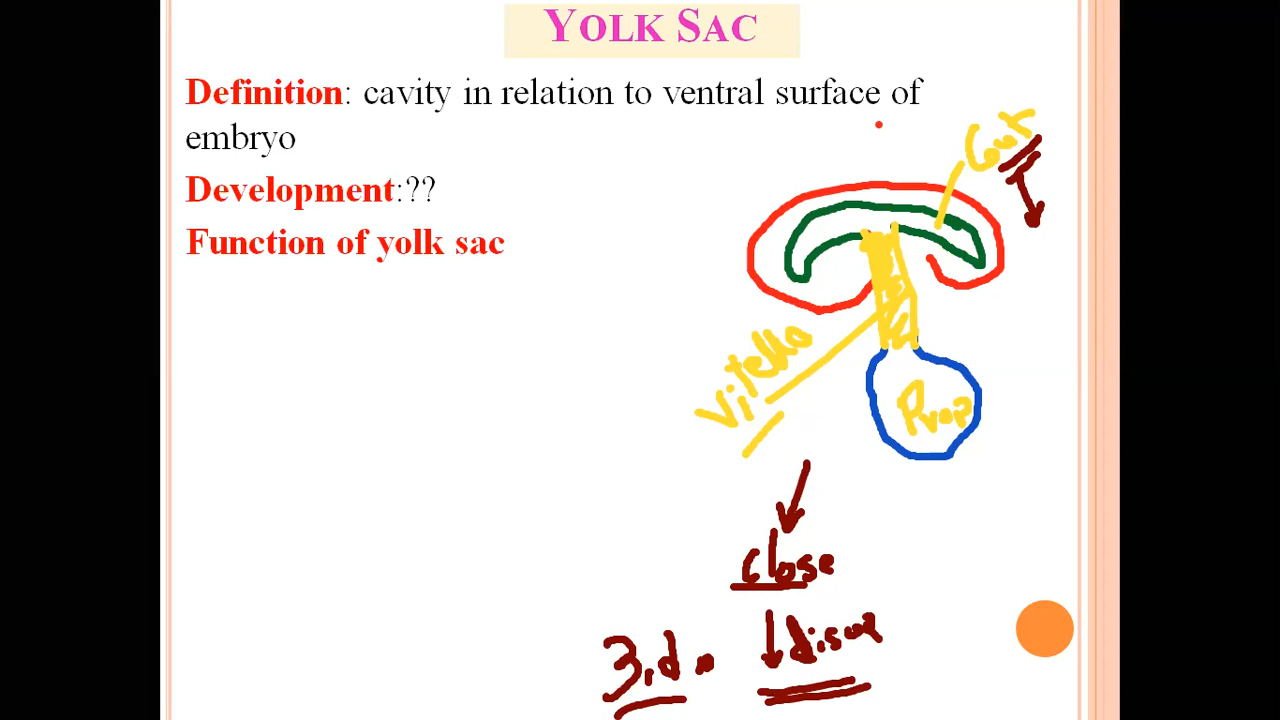 YOLK SAC
Definition: cavity in relation to ventral surface of
embryo
Development:??
Function of yolk sac
Gut
Vitello
Prop
close
3rd